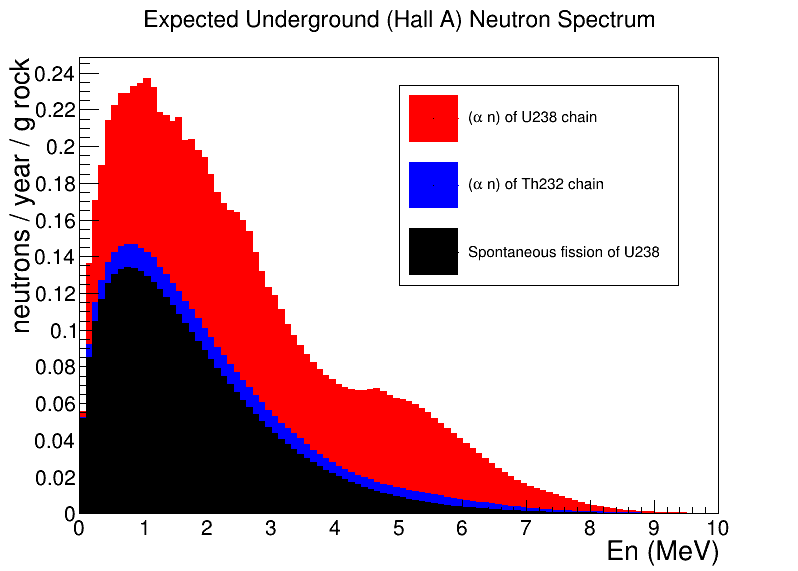 Expected Underground (Hall A) Neutron Spectrum
neutrons / year / g rock
0.24
0.22
0.2
0.18
0.16
0.14
0.12
0.1
0.08
0.06
0.04
0.02
0
(α n) of U238 chain
(α n) of Th232 chain
Spontaneous fission of U238
0 1 2 3 4 5 6 7 8 9 10
En (MeV)